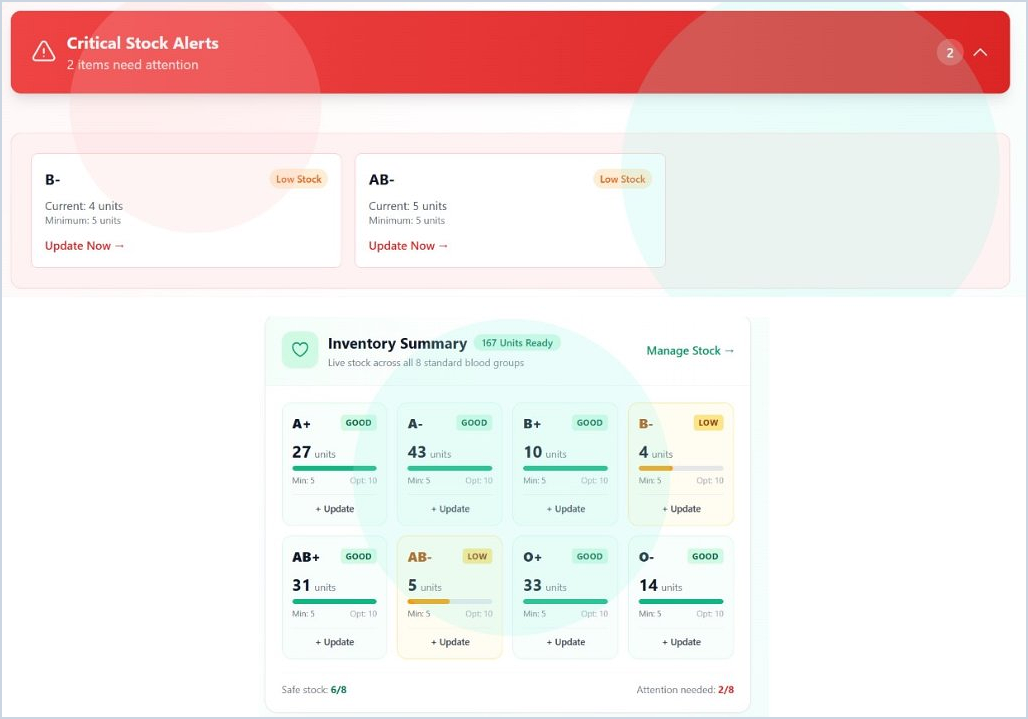 Critical Stock Alerts
2 items need attention
2
B-
Low Stock
Current: 4 units
Minimum: 5 units
Update Now →
AB-
Low Stock
Current: 5 units
Minimum: 5 units
Update Now →
Inventory Summary
167 Units Ready
Live stock across all 8 standard blood groups
Manage Stock →
A+ GOOD
27 units
Min: 5 Opt: 10
+ Update
A- GOOD
43 units
Min: 5 Opt: 10
+ Update
B+ GOOD
10 units
Min: 5 Opt: 10
+ Update
B- LOW
4 units
Min: 5 Opt: 10
+ Update
AB+ GOOD
31 units
Min: 5 Opt: 10
+ Update
AB- LOW
5 units
Min: 5 Opt: 10
+ Update
O+ GOOD
33 units
Min: 5 Opt: 10
+ Update
O- GOOD
14 units
Min: 5 Opt: 10
+ Update
Safe stock: 6/8
Attention needed: 2/8